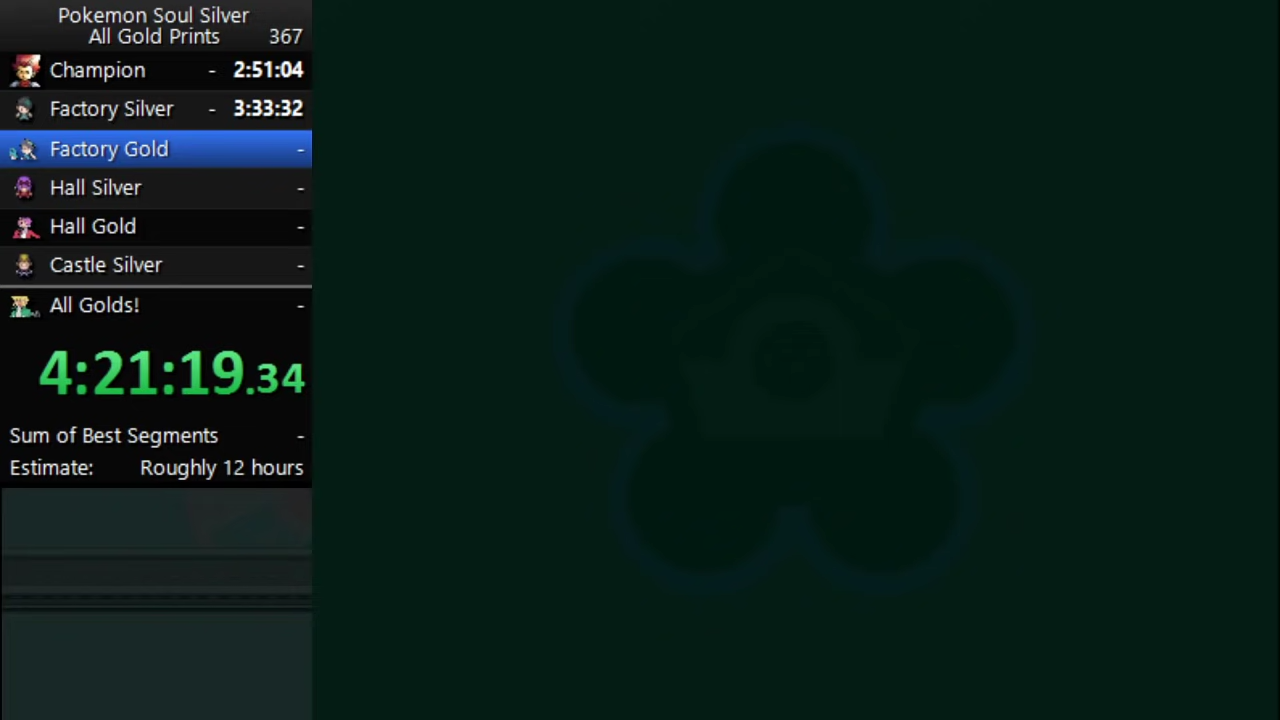 Pokemon Soul Silver
All Gold Prints 367
Champion - 2:51:04
Factory Silver - 3:33:32
Factory Gold -
Hall Silver -
Hall Gold -
Castle Silver -
All Golds! -
4:21:19.34
Sum of Best Segments -
Estimate: Roughly 12 hours